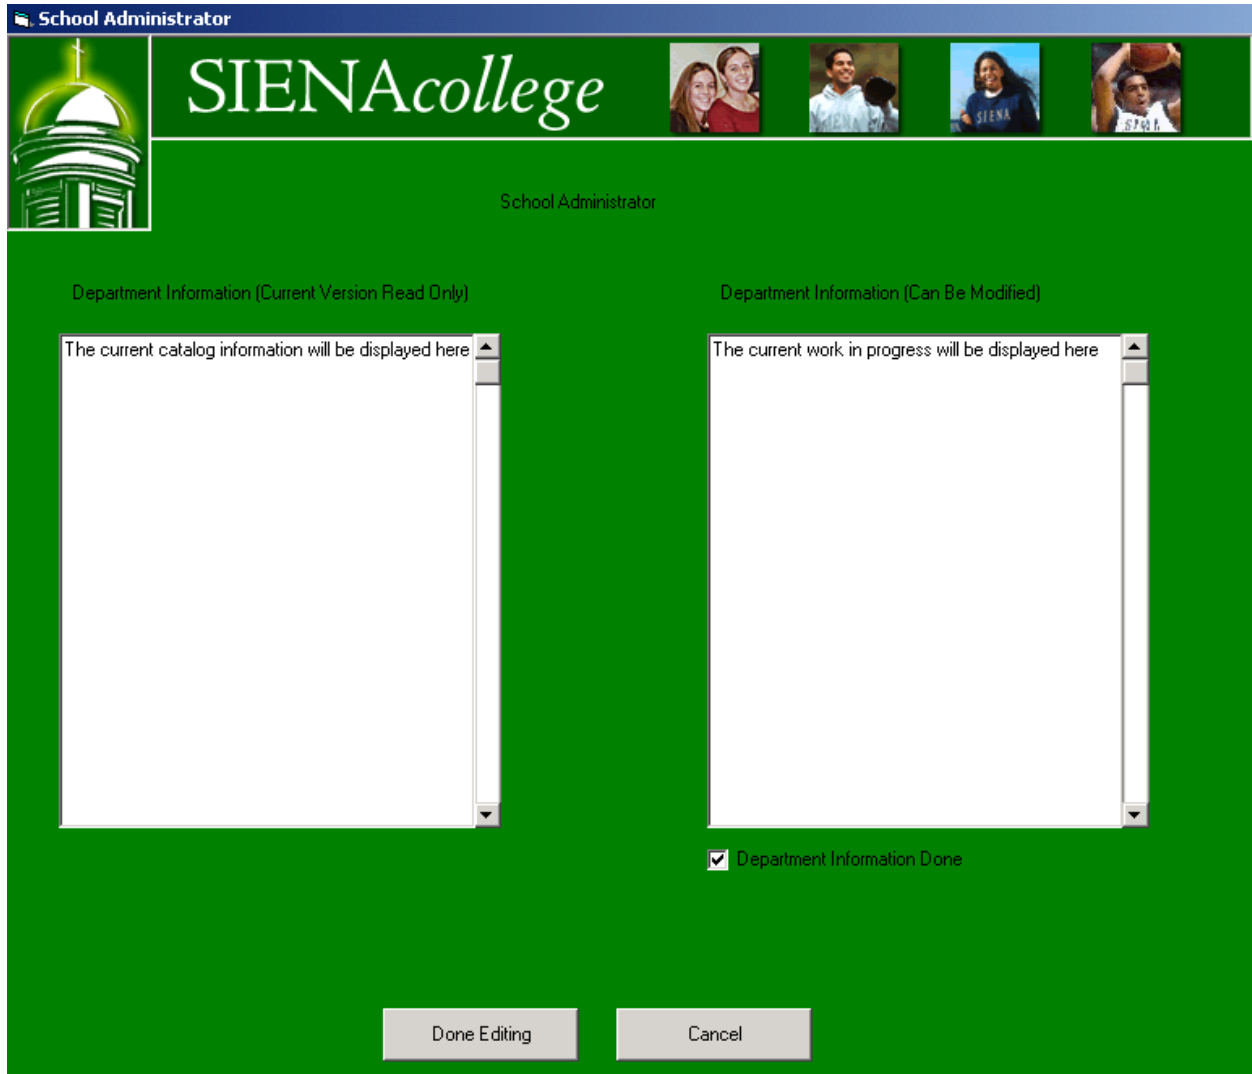 School Administrator
SIENAcollege
SIENA
School Administrator
Department Information (Current Version Read Only)
Department Information (Can Be Modified)
The current catalog information will be displayed here
The current work in progress will be displayed here
Department Information Done
Done Editing
Cancel